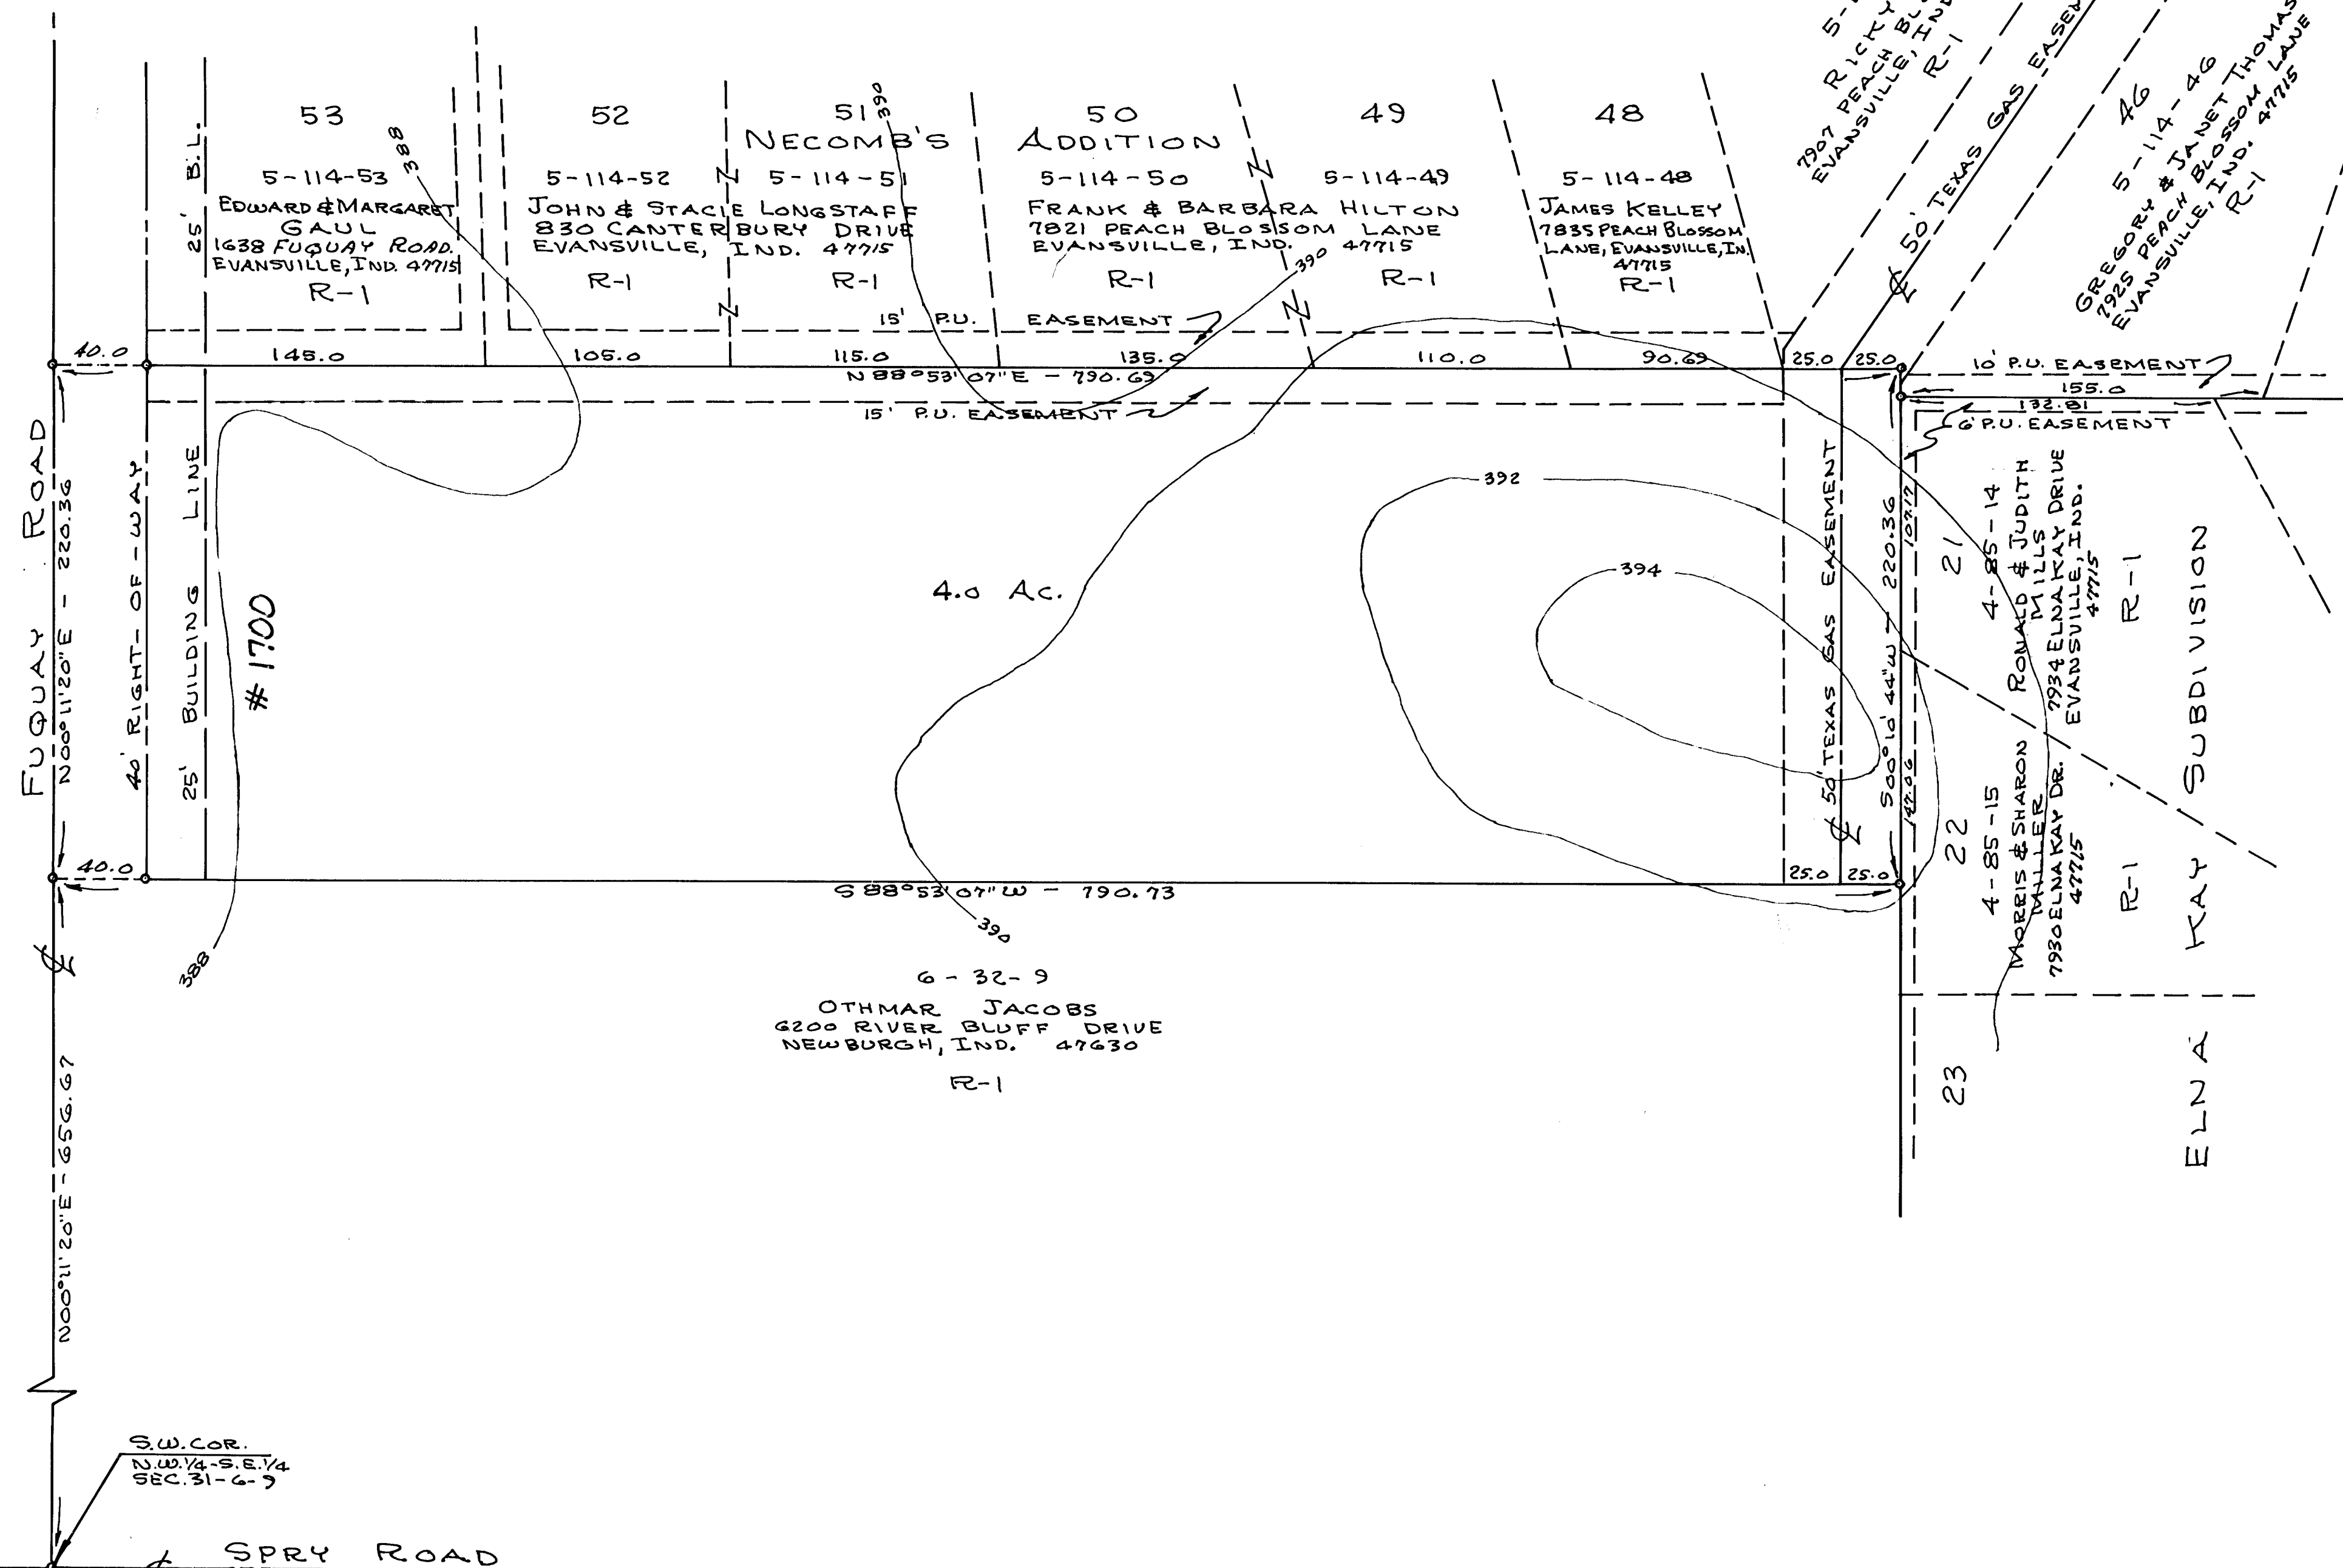 53
52
51
50
49
48
NECOMB'S ADDITION
390
388
25' B.L.
5-114-53
EDWARD & MARGARET
GAUL
1638 FUQUAY ROAD.
EVANSVILLE, IND. 47715
R-1
5-114-52
5-114-51
JOHN & STACIE LONGSTAFF
830 CANTERBURY DRIVE
EVANSVILLE, IND. 47715
R-1
R-1
5-114-50
5-114-49
FRANK & BARBARA HILTON
7821 PEACH BLOSSOM LANE
EVANSVILLE, IND. 47715
R-1
390
R-1
5-114-48
JAMES KELLEY
7835 PEACH BLOSSOM
LANE, EVANSVILLE, IN.
47715
R-1
RICKY
7907 PEACH
EVANSVILLE, IND
R-1
℄ 50' TEXAS GAS
46
5-114-46
GREGORY & JANET THOMAS
7925 PEACH BLOSSOM LANE
EVANSVILLE, IND. 47715
R-1
15' P.U. EASEMENT
40.0
145.0
105.0
115.0
135.0
110.0
90.69
25.0
25.0
N 88°53'07"E - 790.69
15' P.U. EASEMENT
10' P.U. EASEMENT
155.0
132.81
6' P.U. EASEMENT
FUQUAY ROAD
N00°11'20"E - 220.36
40' RIGHT-OF-WAY
25' BUILDING LINE
# 1700
4.0 AC.
392
394
℄ 50' TEXAS GAS EASEMENT
S00°10'44"W - 220.36
107.17
147.06
21
4-85-14
RONALD & JUDITH
MILLS
7934 ELNA KAY DRIVE
EVANSVILLE, IND.
47715
R-1
22
4-85-15
MORRIS & SHARON
MILLER
7930 ELNA KAY DR.
47715
R-1
ELNA KAY SUBDIVISION
23
40.0
S 88°53'07"W - 790.73
25.0
25.0
390
388
℄
6-32-9
OTHMAR JACOBS
6200 RIVER BLUFF DRIVE
NEWBURGH, IND. 47630
R-1
N00°11'20"E - 656.67
S.W. COR.
N.W.1/4-S.E.1/4
SEC. 31-6-9
SPRY ROAD